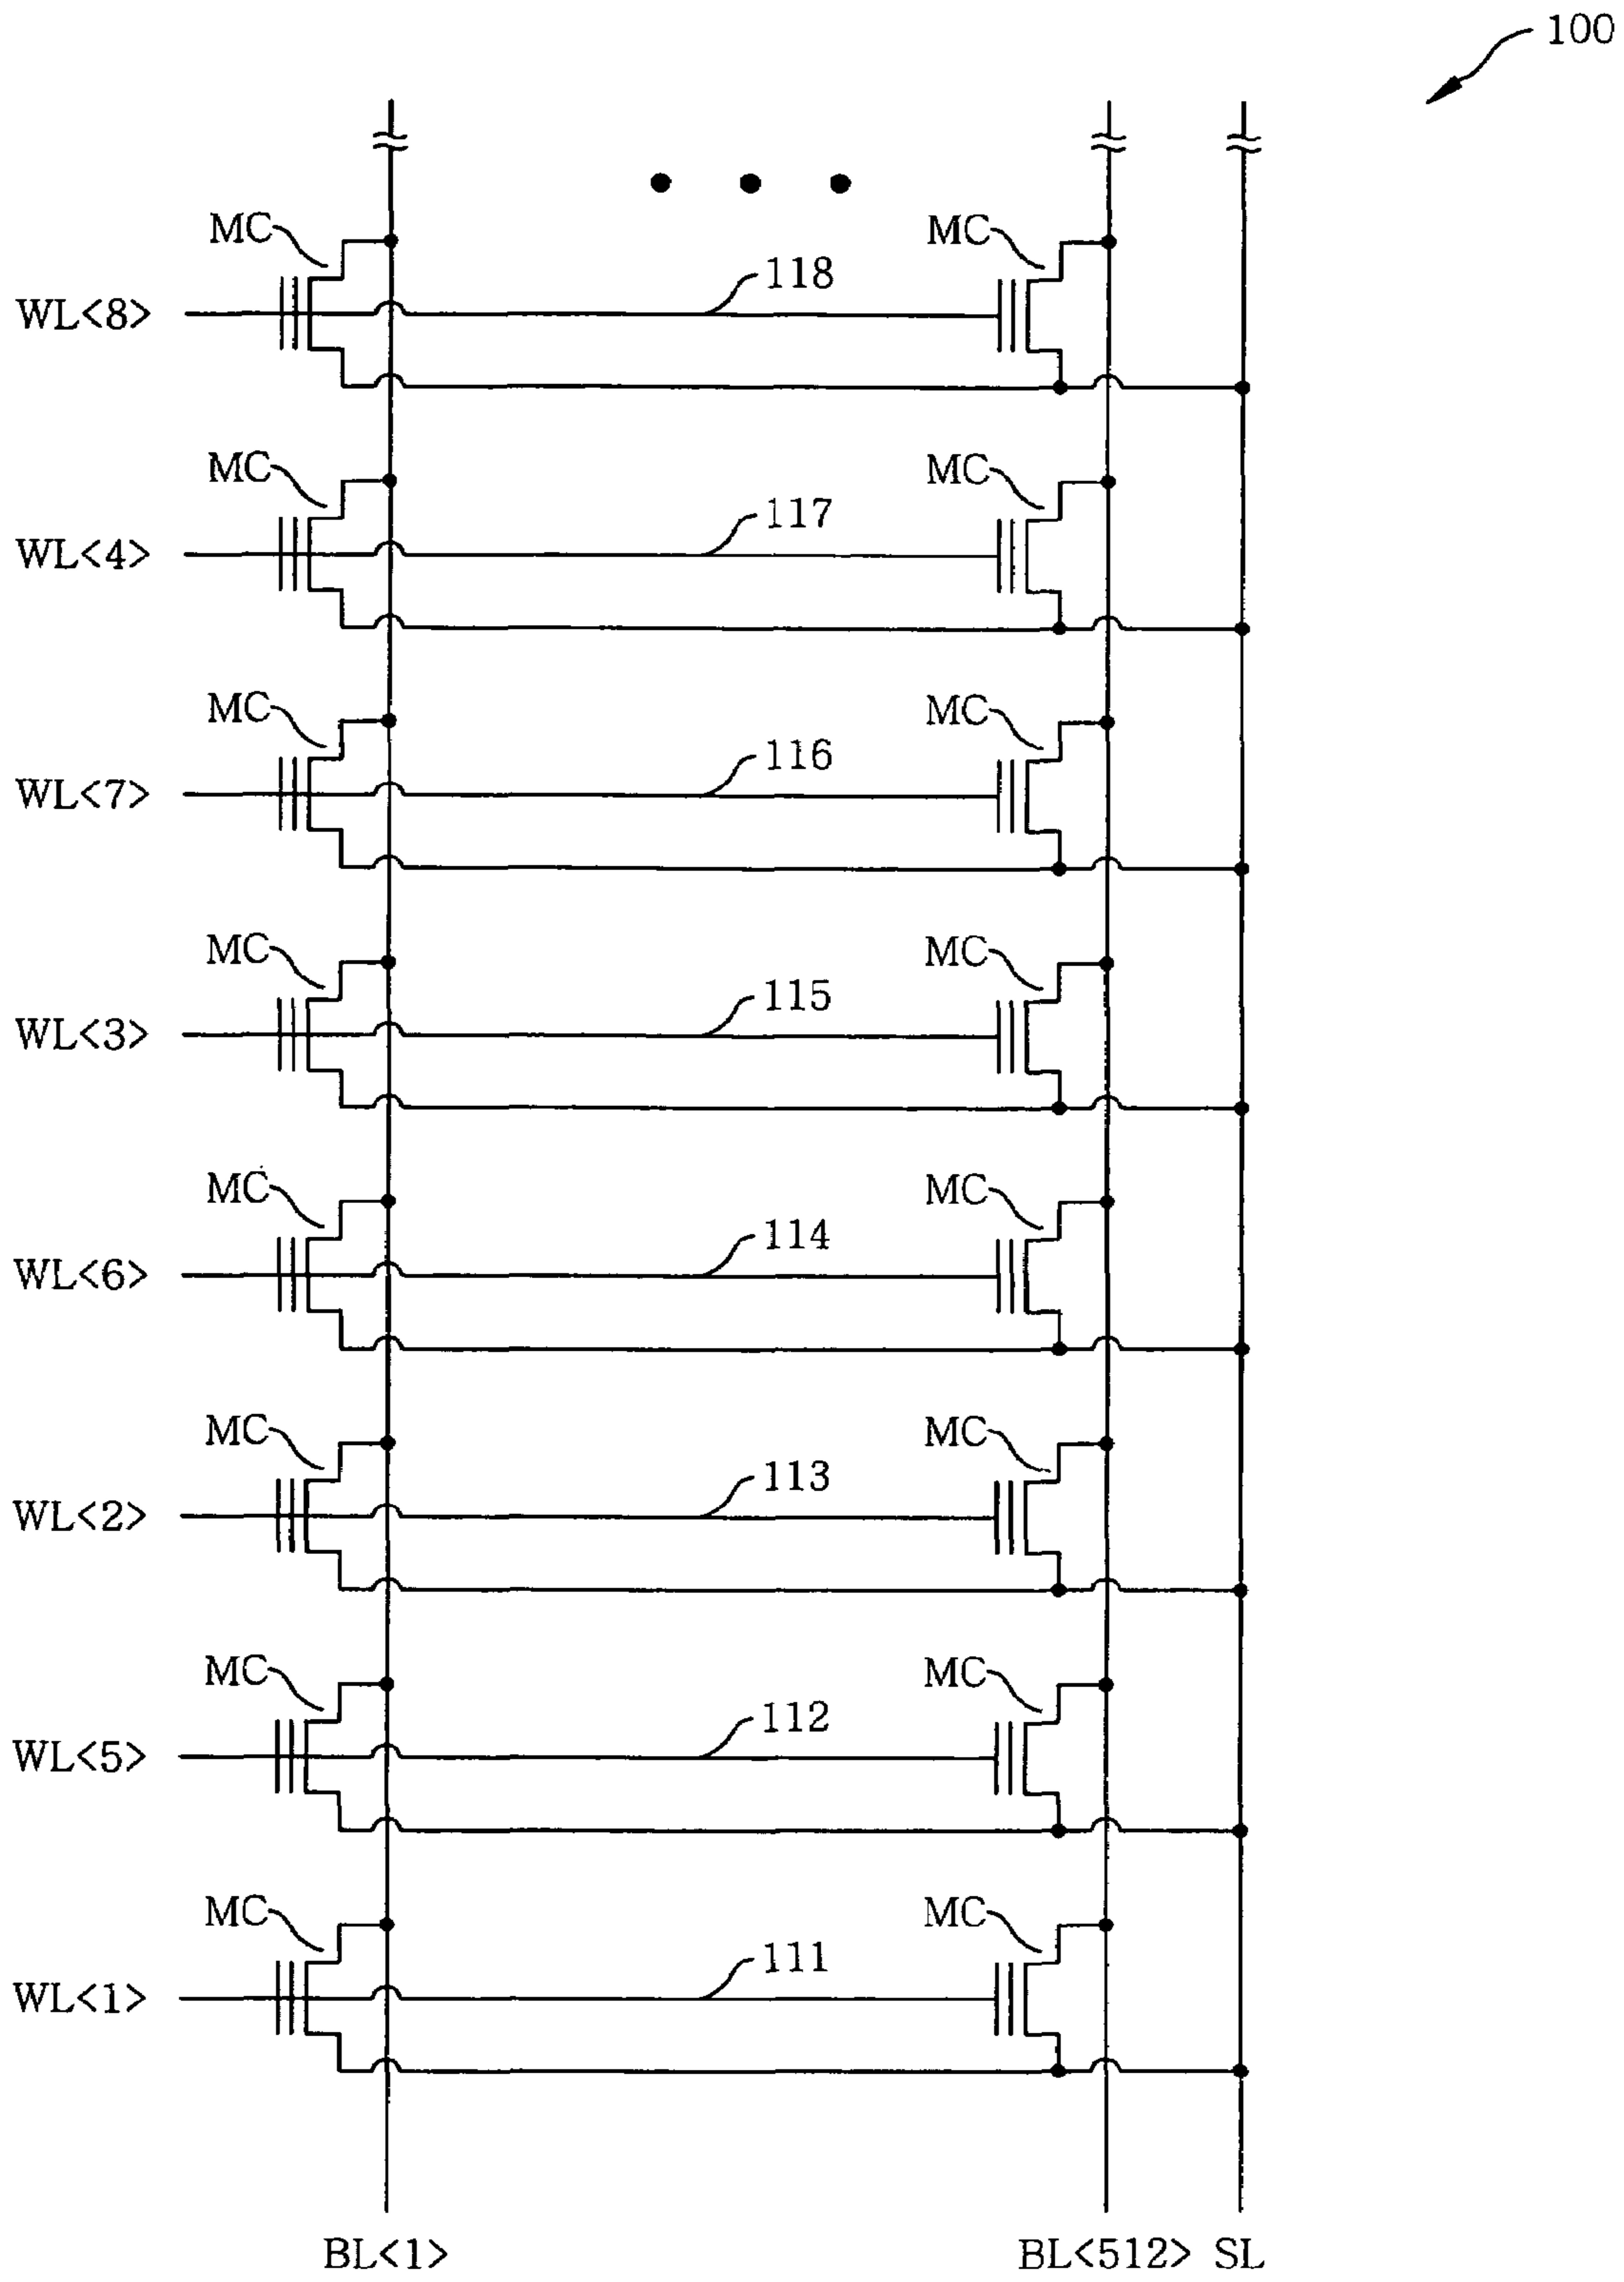 100
MC MC
118
WL<8>
MC MC
117
WL<4>
MC MC
116
WL<7>
MC MC
115
WL<3>
MC MC
114
WL<6>
MC MC
113
WL<2>
MC MC
112
WL<5>
MC MC
111
WL<1>
BL<1> BL<512> SL